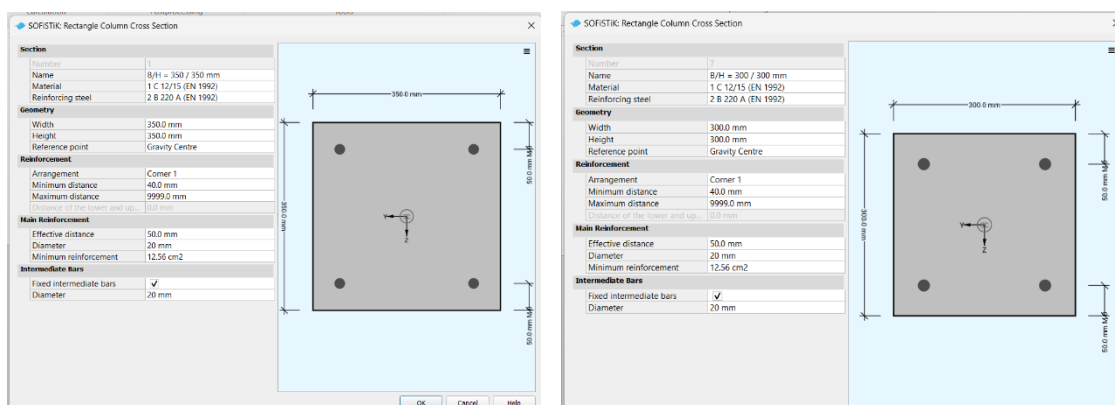 SOFiSTiK: Rectangle Column Cross Section
Section
Number 1
Name B/H = 350 / 350 mm
Material 1 C 12/15 (EN 1992)
Reinforcing steel 2 B 220 A (EN 1992)
Geometry
Width 350.0 mm
Height 350.0 mm
Reference point Gravity Centre
Reinforcement
Arrangement Corner 1
Minimum distance 40.0 mm
Maximum distance 9999.0 mm
Distance of the lower and up... 0.0 mm
Main Reinforcement
Effective distance 50.0 mm
Diameter 20 mm
Minimum reinforcement 12.56 cm2
Intermediate Bars
Fixed intermediate bars
Diameter 20 mm
350.0 mm
350.0 mm
50.0 mm
50.0 mm
Y
Z
OK Cancel Help
SOFiSTiK: Rectangle Column Cross Section
Section
Number 7
Name B/H = 300 / 300 mm
Material 1 C 12/15 (EN 1992)
Reinforcing steel 2 B 220 A (EN 1992)
Geometry
Width 300.0 mm
Height 300.0 mm
Reference point Gravity Centre
Reinforcement
Arrangement Corner 1
Minimum distance 40.0 mm
Maximum distance 9999.0 mm
Distance of the lower and up... 0.0 mm
Main Reinforcement
Effective distance 50.0 mm
Diameter 20 mm
Minimum reinforcement 12.56 cm2
Intermediate Bars
Fixed intermediate bars
Diameter 20 mm
300.0 mm
300.0 mm
50.0 mm
50.0 mm
Y
Z